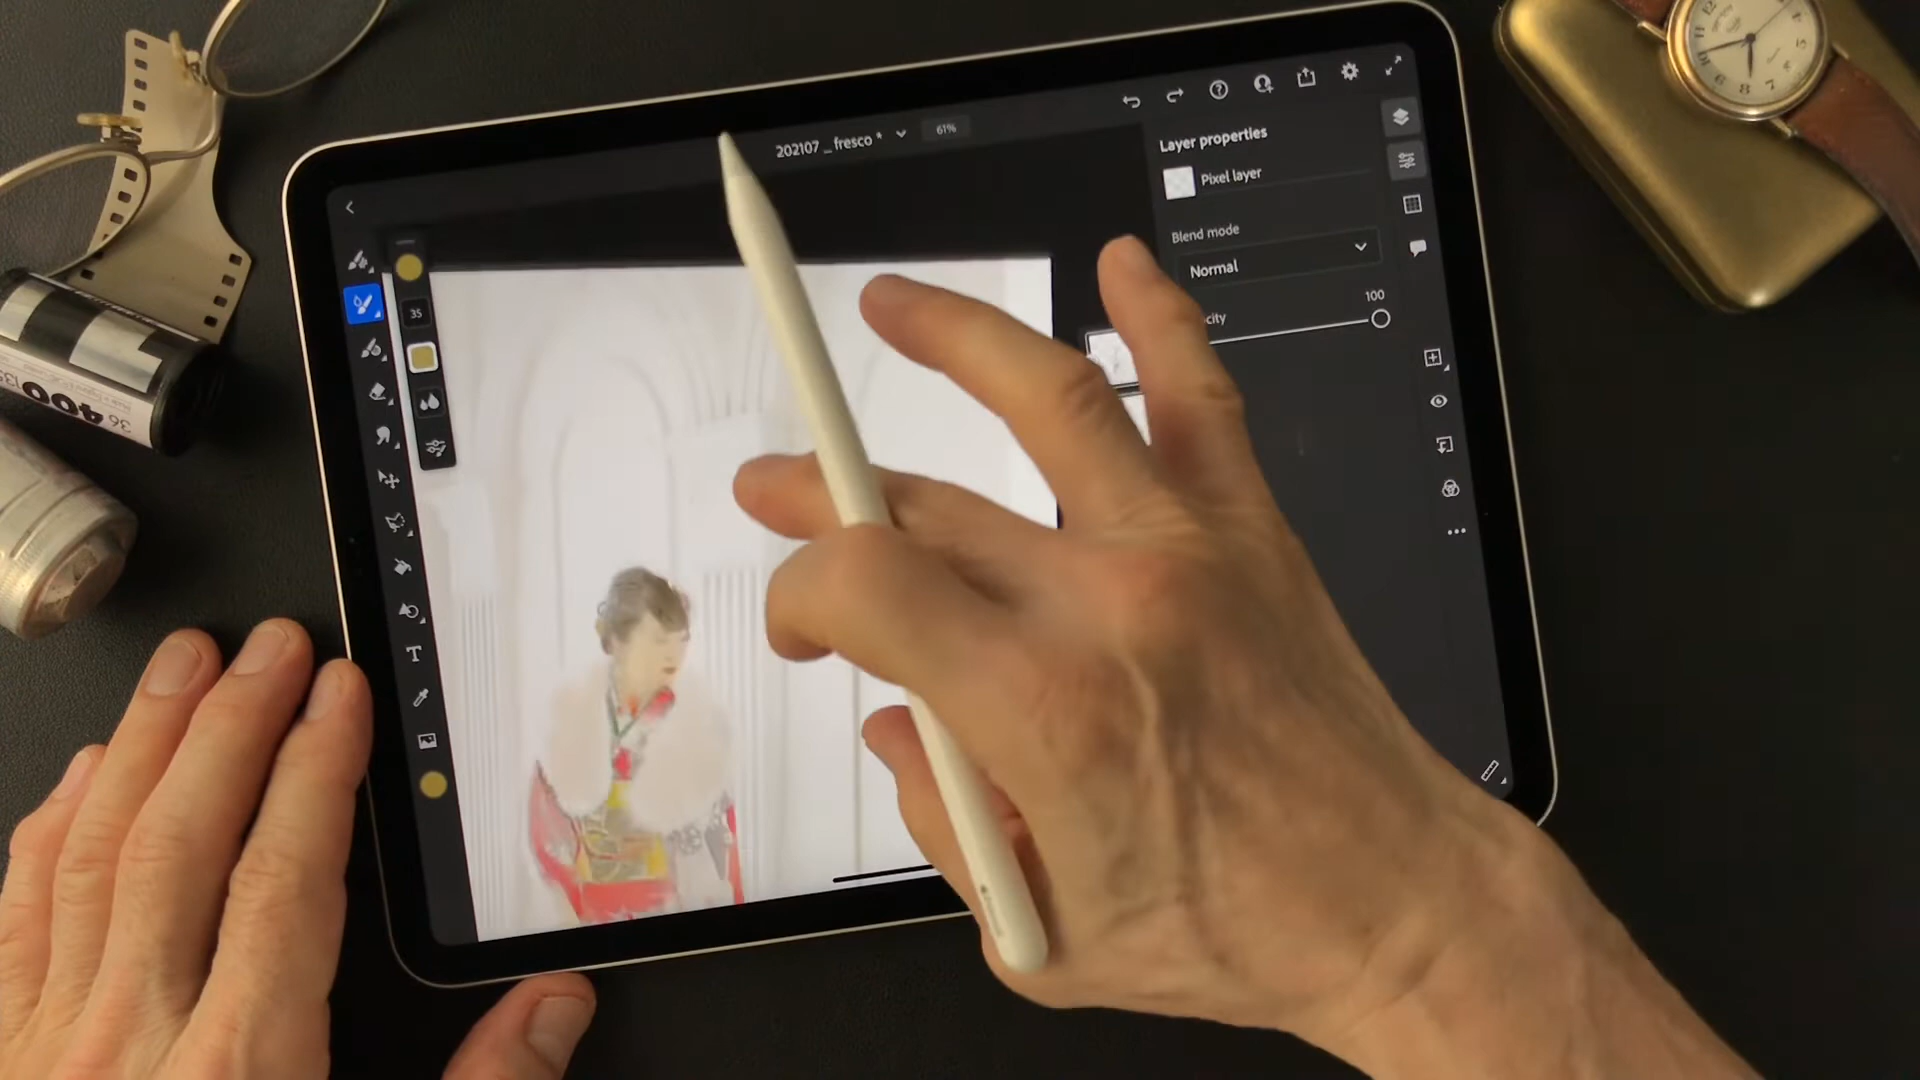 202107 _ fresco *
61%
Layer properties
Pixel layer
Blend mode
Normal
100
city
35
T
400
36